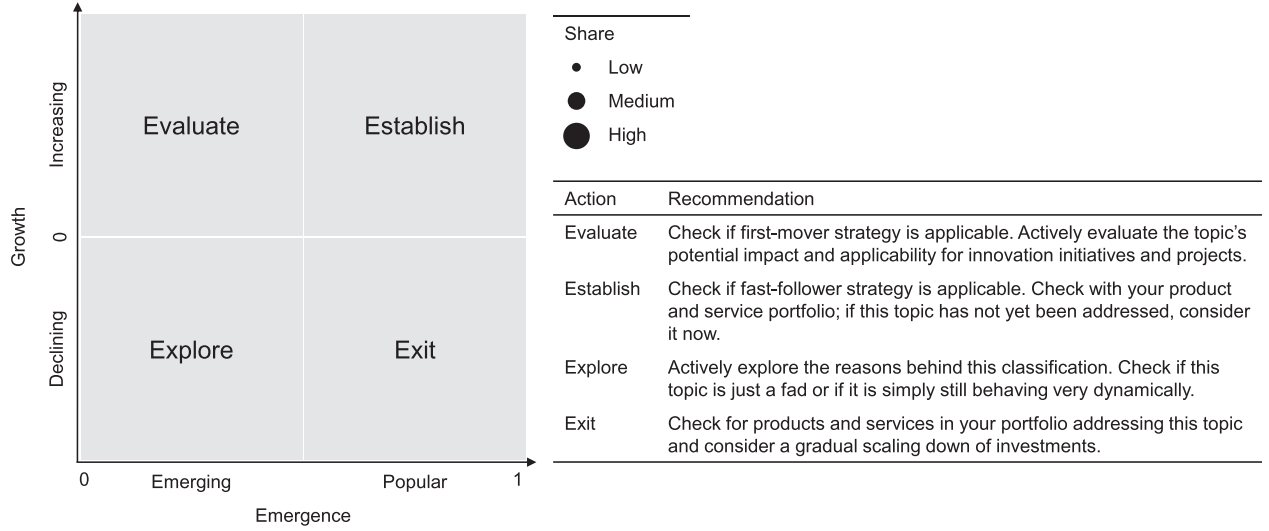 Growth
Increasing
0
Declining
Evaluate
Establish
Explore
Exit
0
Emerging
Popular
1
Emergence
Share
Low
Medium
High
Action Recommendation
Evaluate Check if first-mover strategy is applicable. Actively evaluate the topic's
potential impact and applicability for innovation initiatives and projects.
Establish Check if fast-follower strategy is applicable. Check with your product
and service portfolio; if this topic has not yet been addressed, consider
it now.
Explore Actively explore the reasons behind this classification. Check if this
topic is just a fad or if it is simply still behaving very dynamically.
Exit Check for products and services in your portfolio addressing this topic
and consider a gradual scaling down of investments.